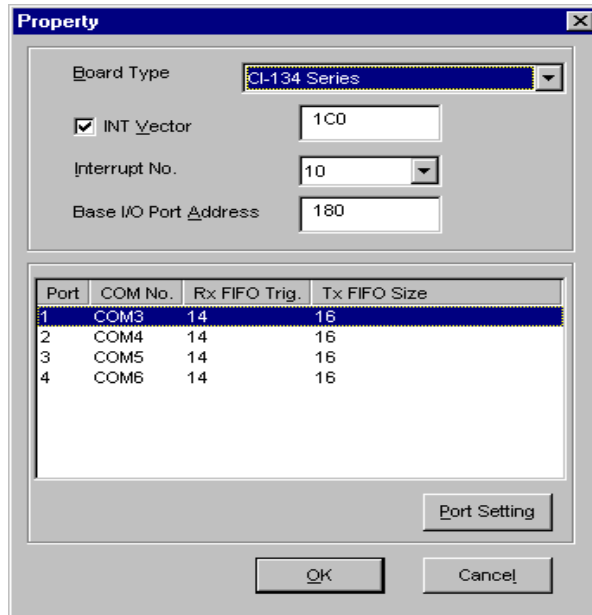 Property
Board Type CI-134 Series
INT Vector 1C0
Interrupt No. 10
Base I/O Port Address 180
Port COM No. Rx FIFO Trig. Tx FIFO Size
1 COM3 14 16
2 COM4 14 16
3 COM5 14 16
4 COM6 14 16
Port Setting
OK Cancel